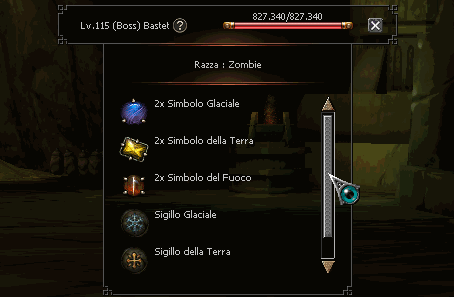 827.340/827.340
Lv.115 (Boss) Bastet ?
Razza : Zombie
2x Simbolo Glaciale
2x Simbolo della Terra
2x Simbolo del Fuoco
Sigillo Glaciale
Sigillo della Terra